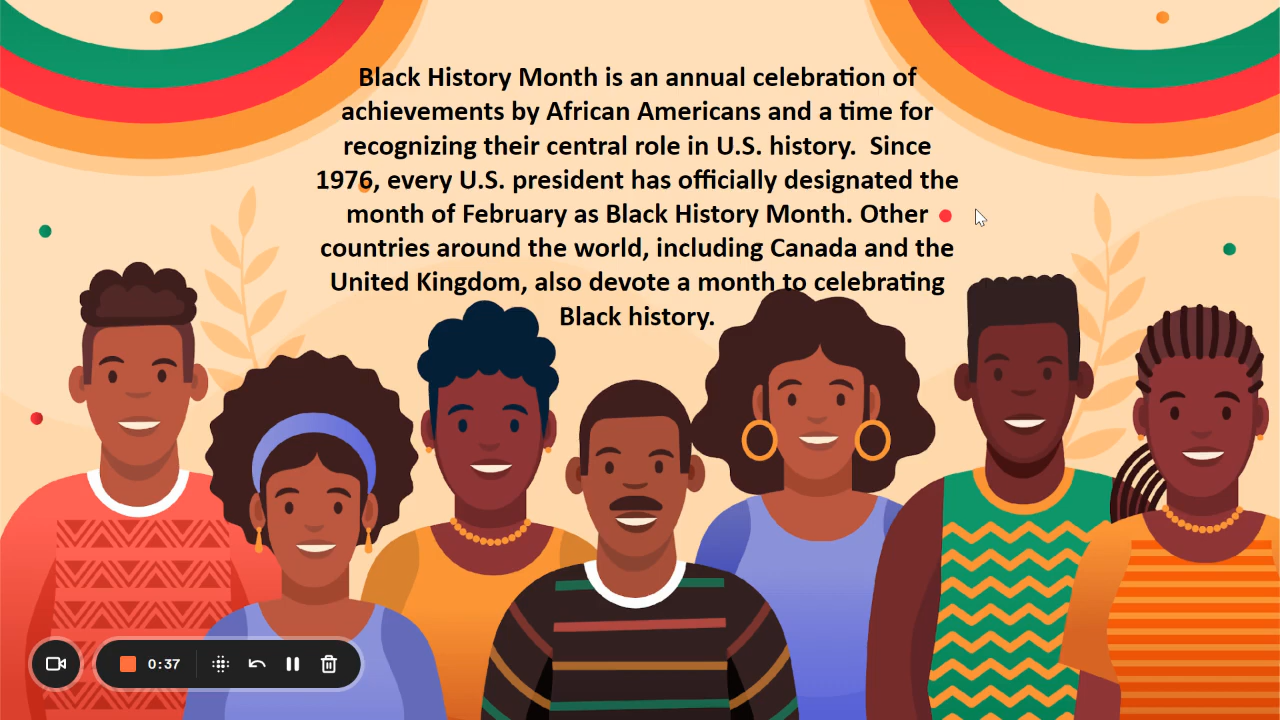 Black History Month is an annual celebration of
achievements by African Americans and a time for
recognizing their central role in U.S. history.  Since
1976, every U.S. president has officially designated the
month of February as Black History Month. Other
countries around the world, including Canada and the
United Kingdom, also devote a month to celebrating
Black history.
0:37